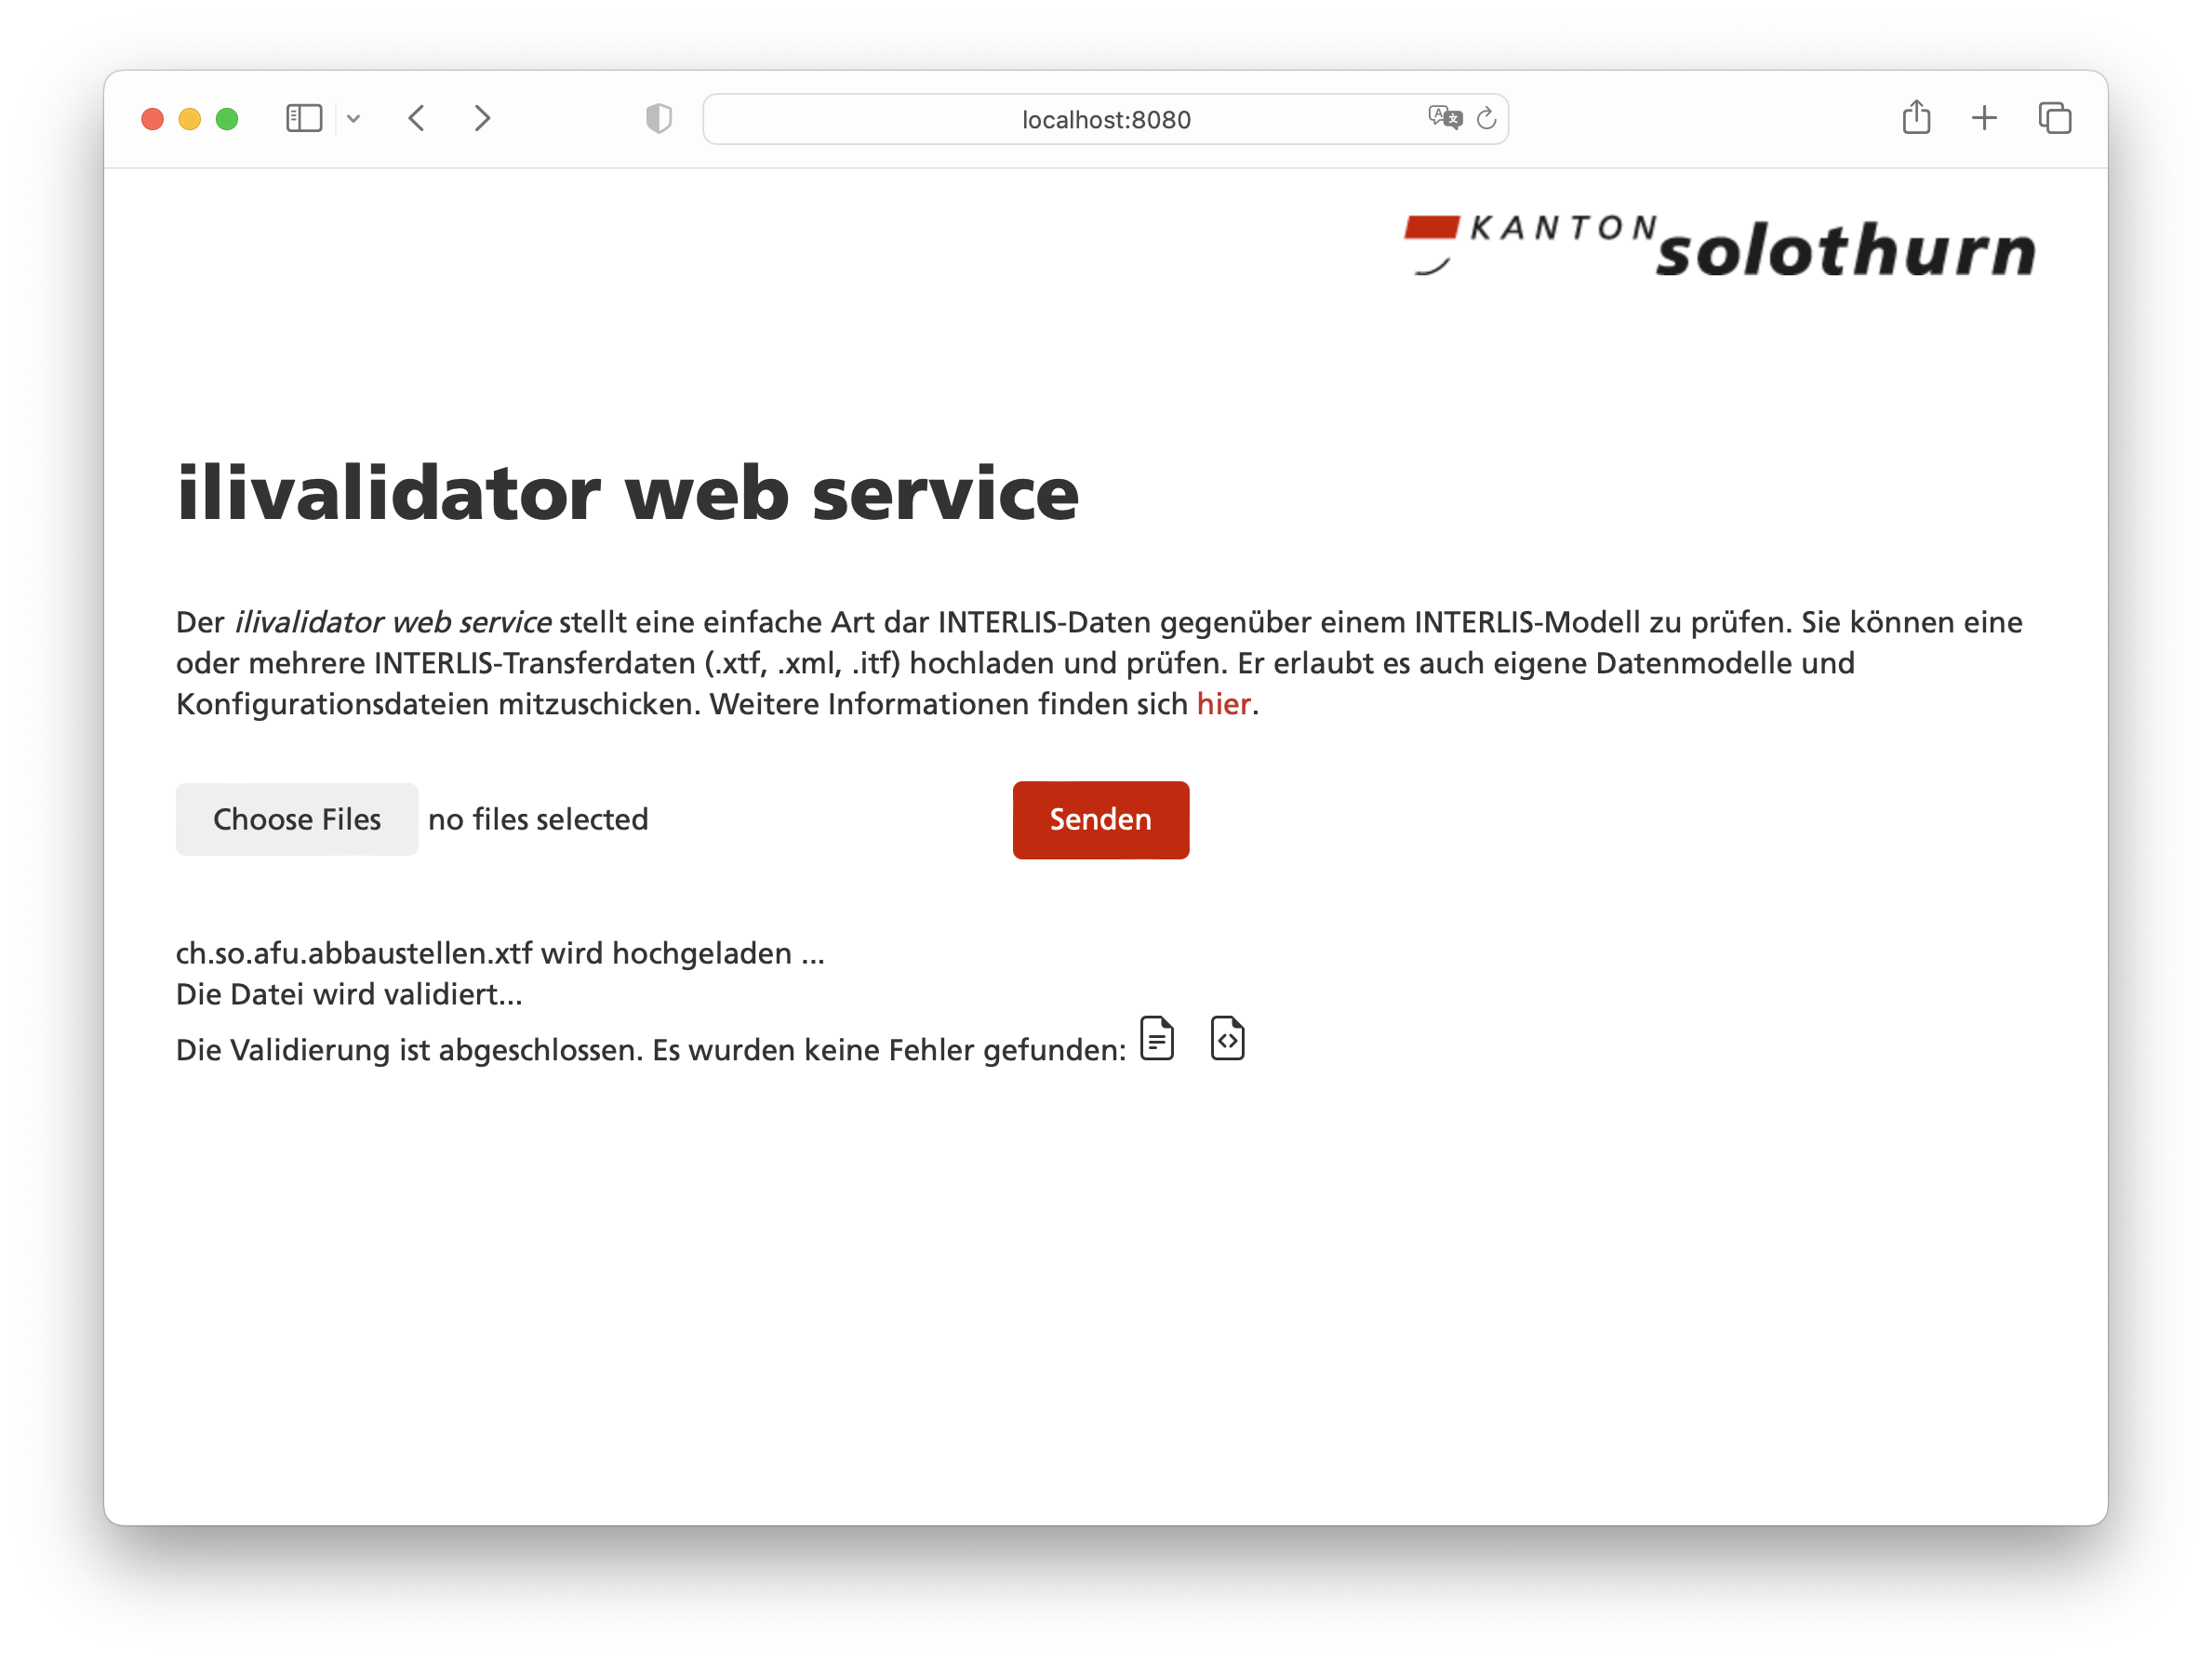 localhost:8080
KANTON solothurn
ilivalidator web service
Der ilivalidator web service stellt eine einfache Art dar INTERLIS-Daten gegenüber einem INTERLIS-Modell zu prüfen. Sie können eine
oder mehrere INTERLIS-Transferdaten (.xtf, .xml, .itf) hochladen und prüfen. Er erlaubt es auch eigene Datenmodelle und
Konfigurationsdateien mitzuschicken. Weitere Informationen finden sich hier.
Choose Files no files selected Senden
ch.so.afu.abbaustellen.xtf wird hochgeladen ...
Die Datei wird validiert...
Die Validierung ist abgeschlossen. Es wurden keine Fehler gefunden: